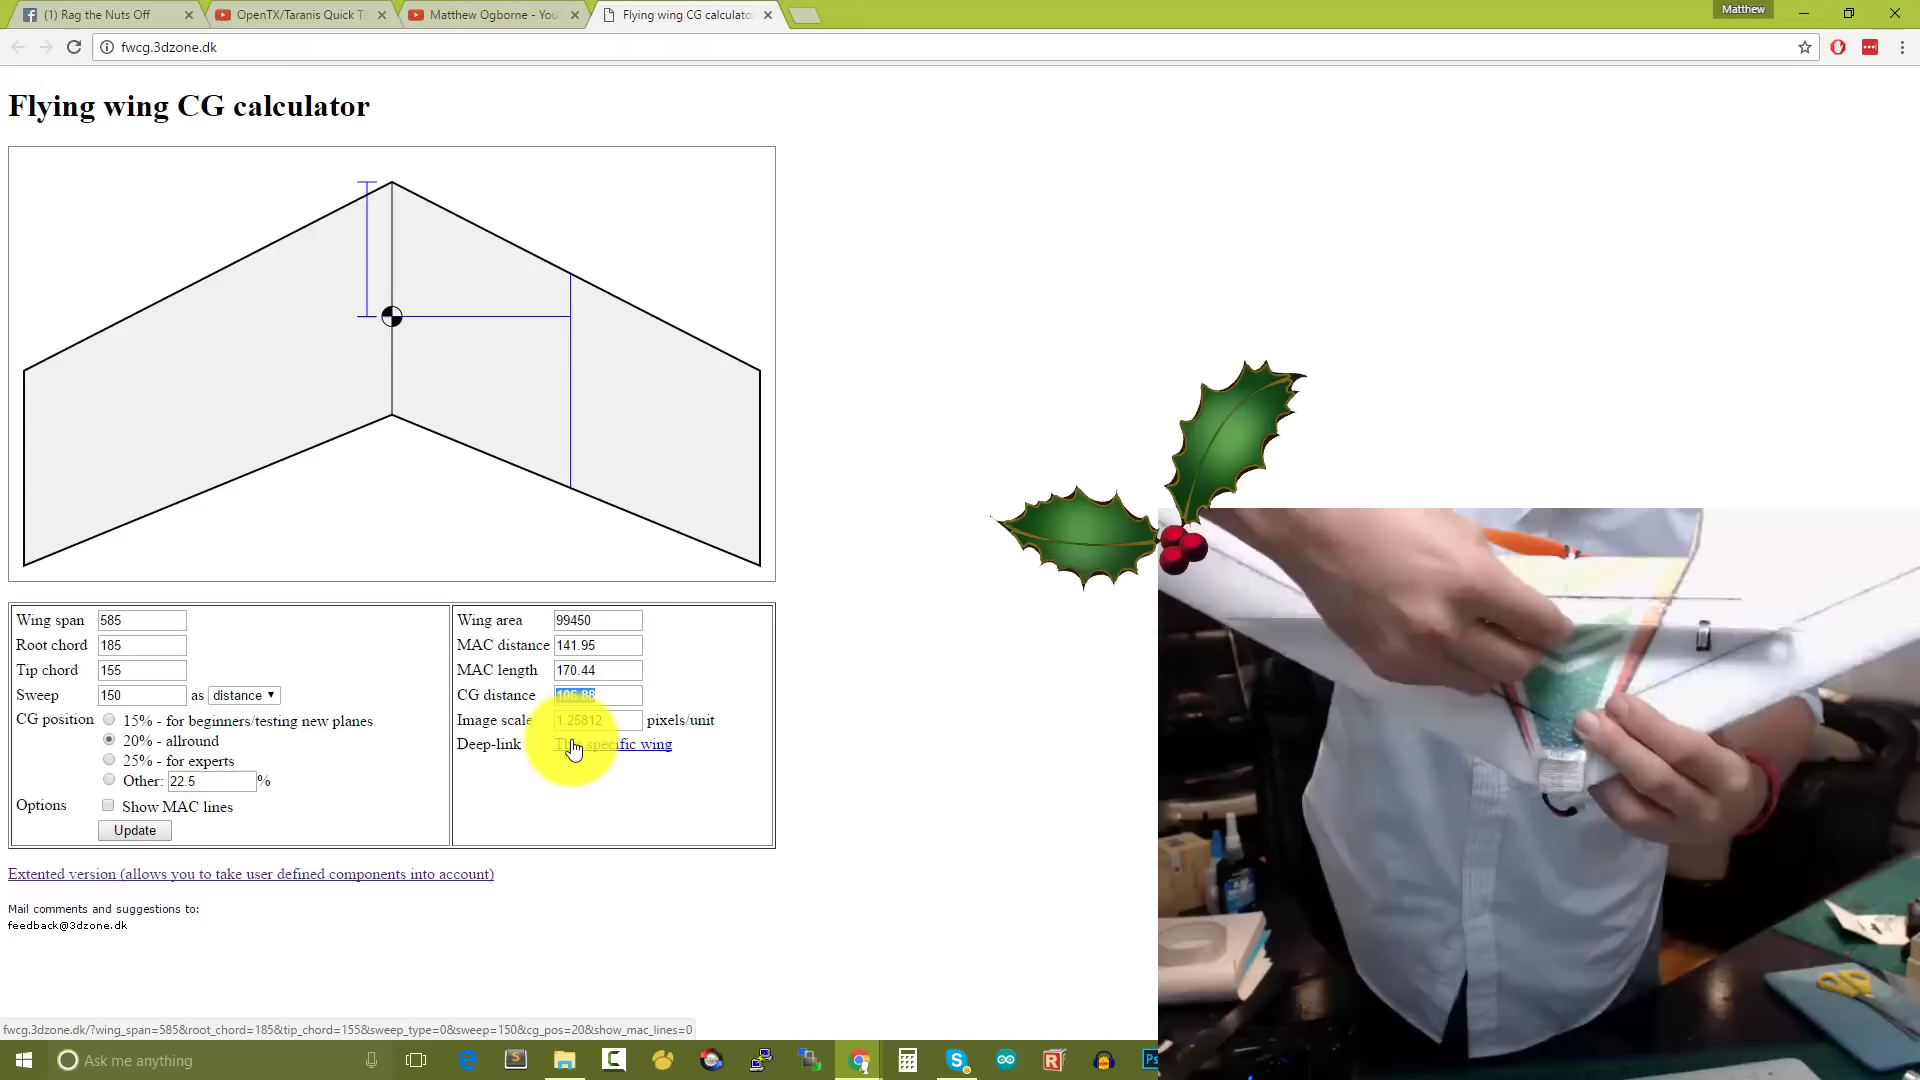 (1) Rag the Nuts Off
OpenTX/Taranis Quick T
Matthew Ogborne - You
Flying wing CG calculato
Matthew
fwcg.3dzone.dk
Flying wing CG calculator
Wing span 585
Root chord 185
Tip chord 155
Sweep 150 as distance
CG position 15% - for beginners/testing new planes
20% - allround
25% - for experts
Other: 22.5 %
Options Show MAC lines
Update
Wing area 99450
MAC distance 141.95
MAC length 170.44
CG distance 106.88
Image scale 1.25812 pixels/unit
Deep-link This specific wing
Extented version (allows you to take user defined components into account)
Mail comments and suggestions to:
feedback@3dzone.dk
fwcg.3dzone.dk/?wing_span=585&root_chord=185&tip_chord=155&sweep_type=0&sweep=150&cg_pos=20&show_mac_lines=0
Ask me anything
Ps